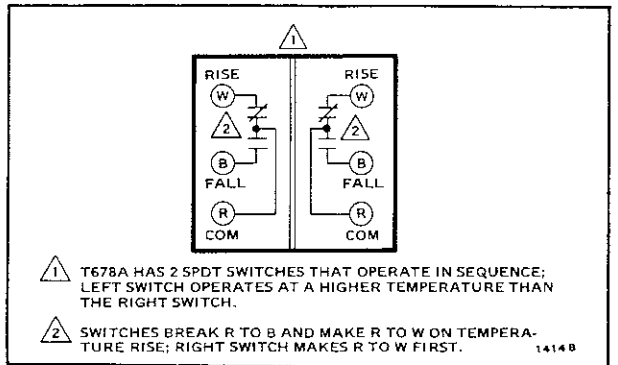 1
RISE RISE
W W
2 2
B B
FALL FALL
R R
COM COM
1 T678A HAS 2 SPDT SWITCHES THAT OPERATE IN SEQUENCE;
LEFT SWITCH OPERATES AT A HIGHER TEMPERATURE THAN
THE RIGHT SWITCH.
2 SWITCHES BREAK R TO B AND MAKE R TO W ON TEMPERA-
TURE RISE; RIGHT SWITCH MAKES R TO W FIRST. 1414B